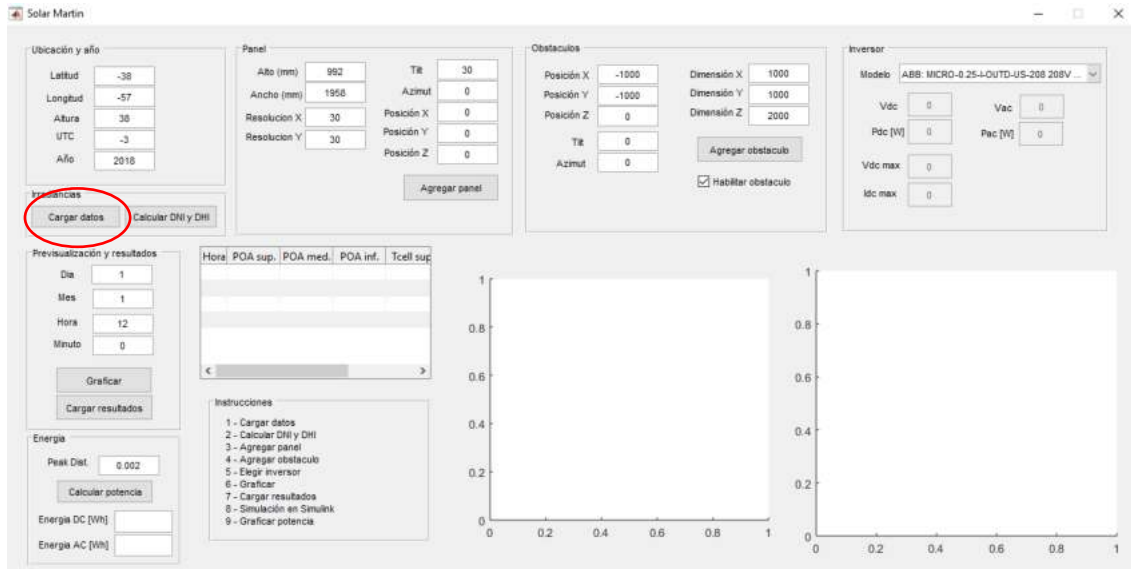 Solar Martin
Ubicación y año
Latitud -38
Longitud -57
Altura 38
UTC -3
Año 2018
Irradiancias
Cargar datos Calcular DNI y DHI
Panel
Alto (mm) 992 Tilt 30
Ancho (mm) 1958 Azimut 0
Resolucion X 30 Posición X 0
Resolucion Y 30 Posición Y 0
Posición Z 0
Agregar panel
Obstaculos
Posición X -1000 Dimensión X 1000
Posición Y -1000 Dimensión Y 1000
Posición Z 0 Dimensión Z 2000
Tilt 0
Azimut 0
Agregar obstaculo
Habilitar obstaculo
Inversor
Modelo ABB: MICRO-0.25-I-OUTD-US-208 208V ...
Vdc 0 Vac 0
Pdc [W] 0 Pac [W] 0
Vdc max 0
Idc max 0
Previsualización y resultados
Dia 1
Mes 1
Hora 12
Minuto 0
Graficar
Cargar resultados
Energia
Peak Dist. 0.002
Calcular potencia
Energia DC [Wh]
Energia AC [Wh]
Hora POA sup. POA med. POA inf. Tcell sup
Instrucciones
1 - Cargar datos
2 - Calcular DNI y DHI
3 - Agregar panel
4 - Agregar obstaculo
5 - Elegir inversor
6 - Graficar
7 - Cargar resultados
8 - Simulación en Simulink
9 - Graficar potencia
1
0.8
0.6
0.4
0.2
0
0 0.2 0.4 0.6 0.8 1
1
0.8
0.6
0.4
0.2
0
0 0.2 0.4 0.6 0.8 1